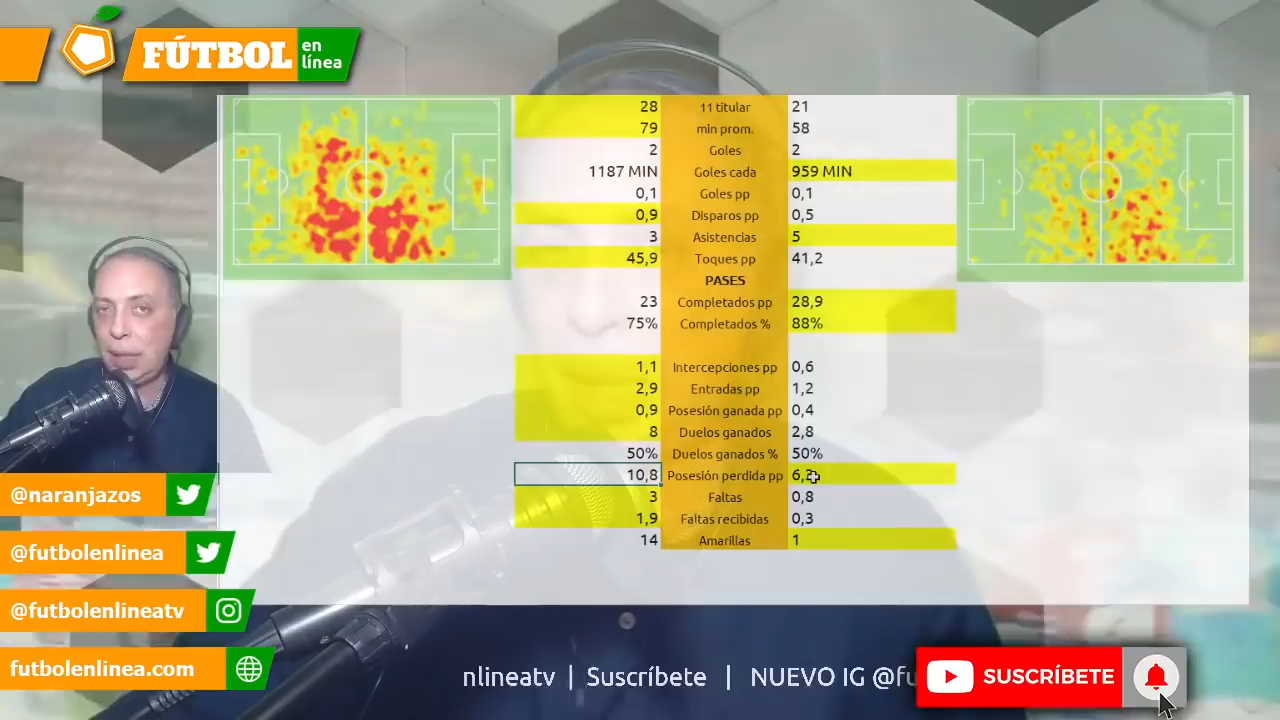 FÚTBOL en línea
28 11 titular 21
79 min prom. 58
2 Goles 2
1187 MIN Goles cada 959 MIN
0,1 Goles pp 0,1
0,9 Disparos pp 0,5
3 Asistencias 5
45,9 Toques pp 41,2
PASES
23 Completados pp 28,9
75% Completados % 88%
1,1 Intercepciones pp 0,6
2,9 Entradas pp 1,2
0,9 Posesión ganada pp 0,4
8 Duelos ganados 2,8
50% Duelos ganados % 50%
10,8 Posesión perdida pp
3 Faltas 0,8
1,9 Faltas recibidas 0,3
14 Amarillas 1
@naranjazos
@futbolenlinea
@futbolenlineatv
futbolenlinea.com
nlineatv | Suscríbete | NUEVO IG @fu
SUSCRÍBETE